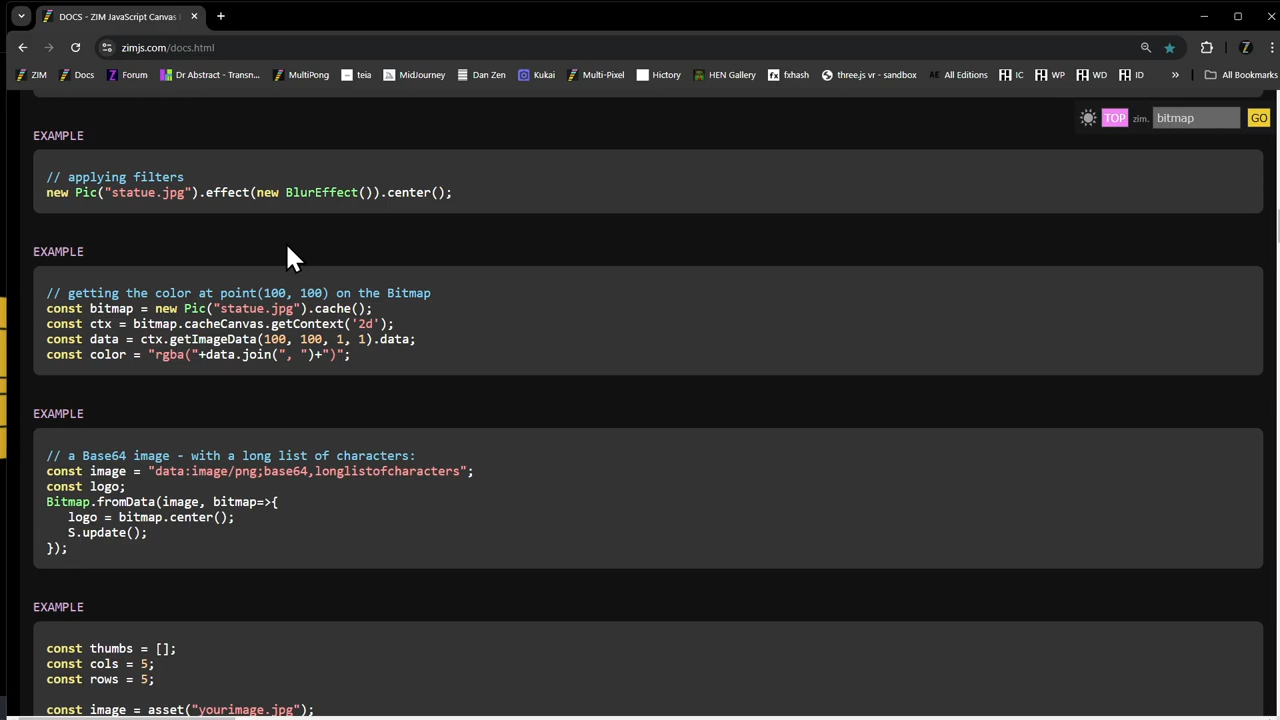 DOCS - ZIM JavaScript Canvas
zimjs.com/docs.html
ZIM Docs Forum Dr Abstract - Transn... MultiPong teia MidJourney Dan Zen Kukai Multi-Pixel Hictory HEN Gallery fxhash three.js vr - sandbox All Editions IC WP WD ID » All Bookmarks
TOP zim. bitmap GO
EXAMPLE
// applying filters
new Pic("statue.jpg").effect(new BlurEffect()).center();
EXAMPLE
// getting the color at point(100, 100) on the Bitmap
const bitmap = new Pic("statue.jpg").cache();
const ctx = bitmap.cacheCanvas.getContext('2d');
const data = ctx.getImageData(100, 100, 1, 1).data;
const color = "rgba("+data.join(", ")+")";
EXAMPLE
// a Base64 image - with a long list of characters:
const image = "data:image/png;base64,longlistofcharacters";
const logo;
Bitmap.fromData(image, bitmap=>{
logo = bitmap.center();
S.update();
});
EXAMPLE
const thumbs = [];
const cols = 5;
const rows = 5;
const image = asset("yourimage.jpg");